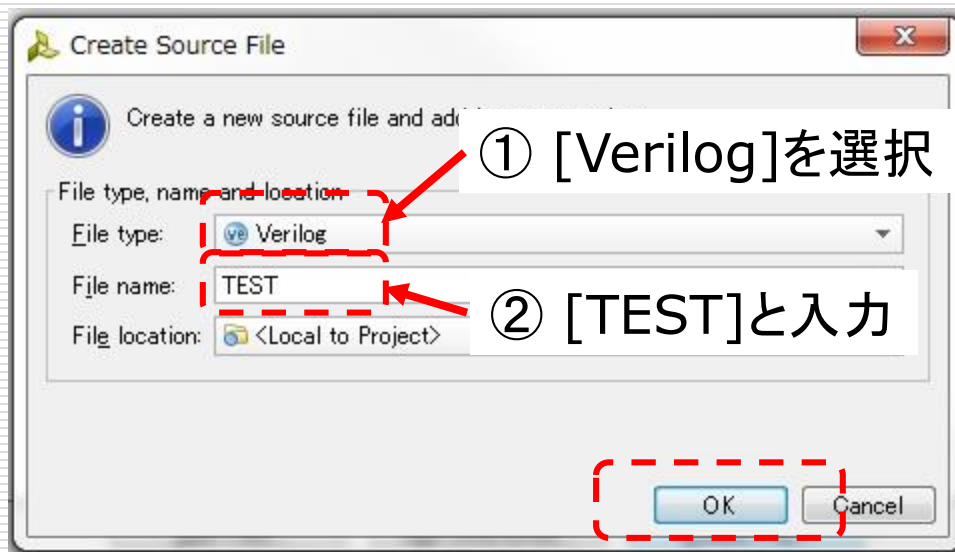 Create Source File
Create a new source file and add
① [Verilog]を選択
File type, name and location
File type: Verilog
File name: TEST
② [TEST]と入力
File location: <Local to Project>
OK Cancel